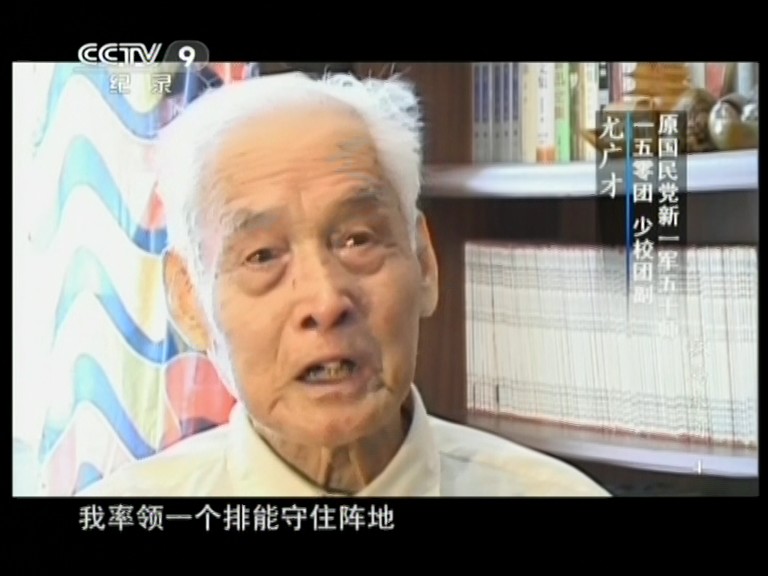 CCTV 9
纪录
原国民党新一军五十师
一五零团 少校团副
尤广才
我率领一个排能守住阵地